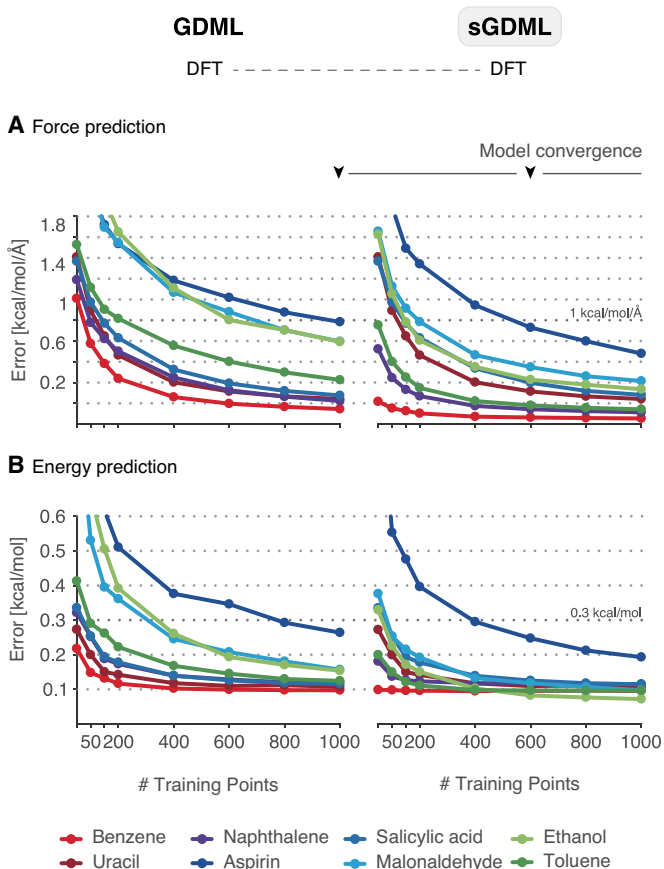 GDML sGDML
DFT DFT
A Force prediction
Model convergence
1.8
1.4
1
0.6
0.2
Error [kcal/mol/Å]
1 kcal/mol/Å
B Energy prediction
0.6
0.5
0.4
0.3
0.2
0.1
Error [kcal/mol]
0.3 kcal/mol
50 200 400 600 800 1000 50 200 400 600 800 1000
# Training Points # Training Points
Benzene Naphthalene Salicylic acid Ethanol
Uracil Aspirin Malonaldehyde Toluene